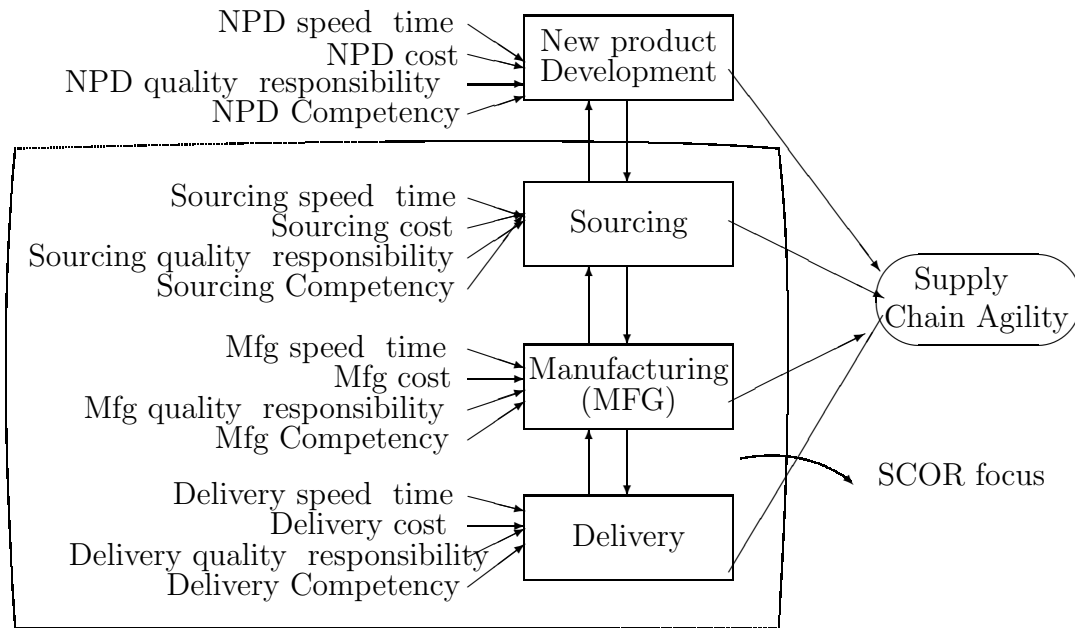 NPD speed time
NPD cost
NPD quality responsibility
NPD Competency
New product
Development
Sourcing speed time
Sourcing cost
Sourcing quality responsibility
Sourcing Competency
Sourcing
Supply
Chain Agility
Mfg speed time
Mfg cost
Mfg quality responsibility
Mfg Competency
Manufacturing
(MFG)
SCOR focus
Delivery speed time
Delivery cost
Delivery quality responsibility
Delivery Competency
Delivery